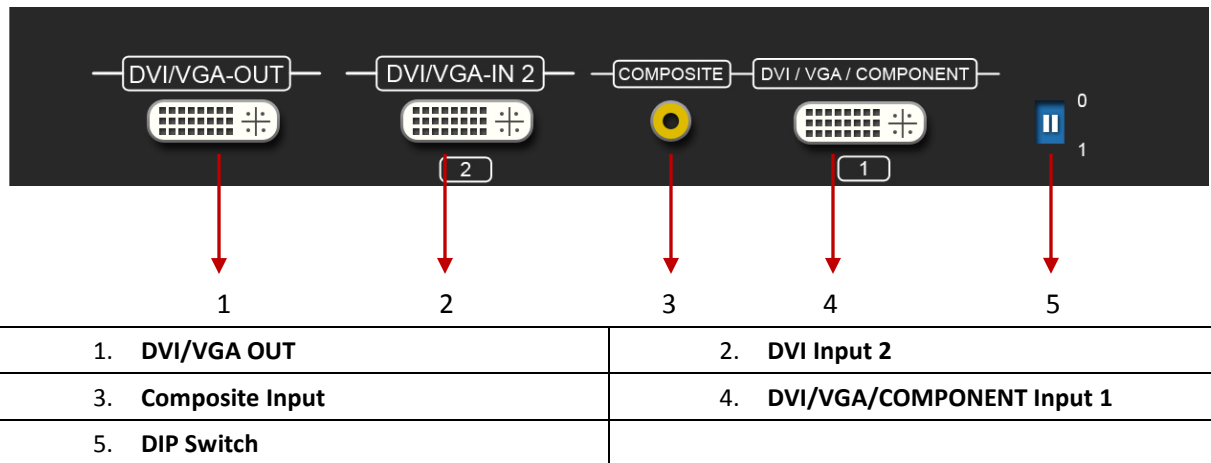 DVI/VGA-OUT DVI/VGA-IN 2 COMPOSITE DVI / VGA / COMPONENT
0
1
2 1
1 2 3 4 5
1. DVI/VGA OUT 2. DVI Input 2
3. Composite Input 4. DVI/VGA/COMPONENT Input 1
5. DIP Switch